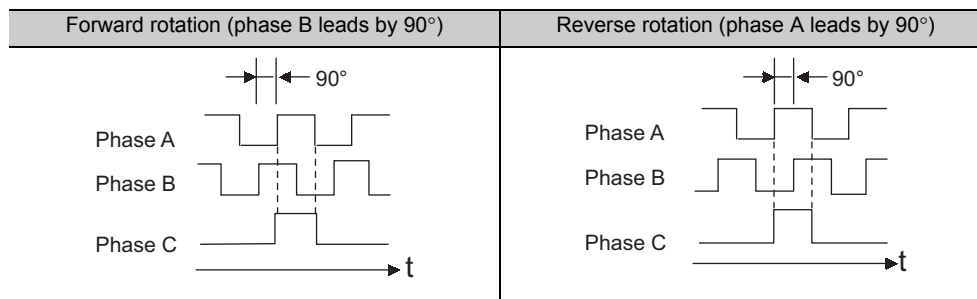 Forward rotation (phase B leads by 90°)
Reverse rotation (phase A leads by 90°)
90°
Phase A
Phase B
Phase C
t
90°
Phase A
Phase B
Phase C
t